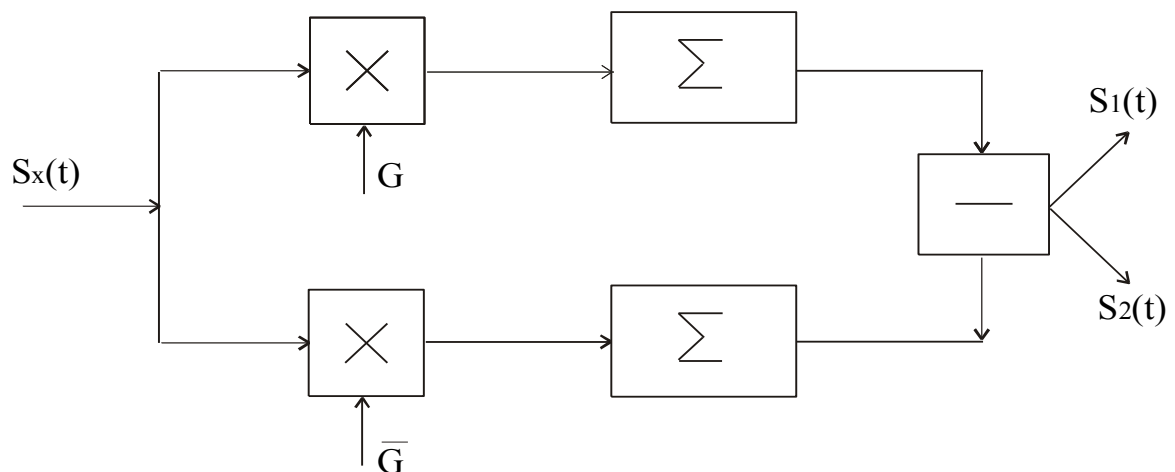 Sx(t)
×
G
Σ
—
S1(t)
S2(t)
×
G̅
Σ